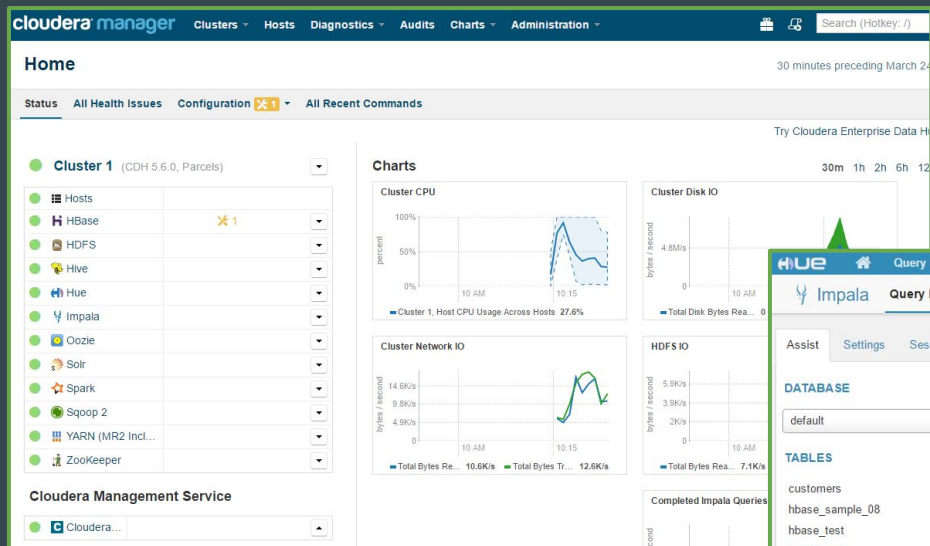 cloudera manager Clusters Hosts Diagnostics Audits Charts Administration Search (Hotkey: /)
Home
30 minutes preceding March 24
Status All Health Issues Configuration 1 All Recent Commands
Try Cloudera Enterprise Data
Cluster 1 (CDH 5.6.0, Parcels)
Hosts
HBase 1
HDFS
Hive
Hue
Impala
Oozie
Solr
Spark
Sqoop 2
YARN (MR2 Incl...
ZooKeeper
Cloudera Management Service
Cloudera...
Charts
30m 1h 2h 6h 12
Cluster CPU
percent
100%
50%
0%
10 AM 10:15
Cluster 1, Host CPU Usage Across Hosts 27.6%
Cluster Disk IO
bytes / second
4.8M/s
0
10 AM
Total Disk Bytes Rea... 0
Cluster Network IO
bytes / second
14.6K/s
9.8K/s
4.9K/s
0
10 AM 10:15
Total Bytes Re... 10.6K/s Total Bytes Tr... 12.6K/s
HDFS IO
bytes / second
5.9K/s
3.9K/s
2K/s
0
10 AM
Total Bytes Rea... 7.1K/s
Completed Impala Queries
HUE Query
Impala Query
Assist Settings Ses
DATABASE
default
TABLES
customers
hbase_sample_08
hbase_test